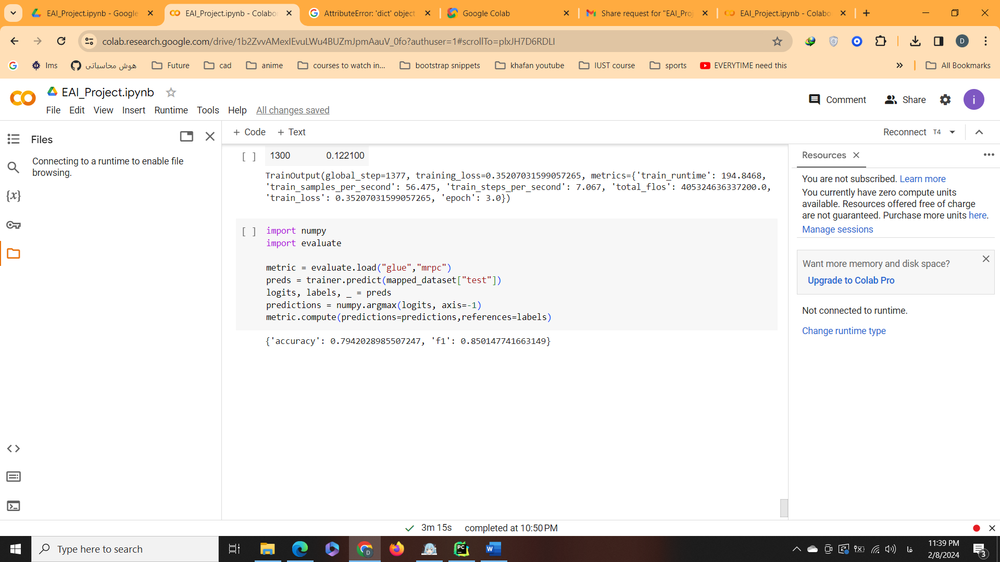 EAI_Project.ipynb - Google
EAI_Project.ipynb - Colabo
AttributeError: 'dict' object
Google Colab
Share request for "EAI_Proj
EAI_Project.ipynb - Colabo
colab.research.google.com/drive/1b2ZvvAMexIEvuLWu4BUZmJpmAauV_0fo?authuser=1#scrollTo=plxJH7D6RDLI
D
lms
هوش محاسباتی
Future
cad
anime
courses to watch in...
bootstrap snippets
khafan youtube
IUST course
sports
EVERYTIME need this
All Bookmarks
EAI_Project.ipynb
Comment
Share
i
File Edit View Insert Runtime Tools Help All changes saved
Files
+ Code + Text
Reconnect T4
Connecting to a runtime to enable file
browsing.
{x}
[ ] 1300 0.122100
TrainOutput(global_step=1377, training_loss=0.35207031599057265, metrics={'train_runtime': 194.8468,
'train_samples_per_second': 56.475, 'train_steps_per_second': 7.067, 'total_flos': 405324636337200.0,
'train_loss': 0.35207031599057265, 'epoch': 3.0})
[ ] import numpy
import evaluate
metric = evaluate.load("glue","mrpc")
preds = trainer.predict(mapped_dataset["test"])
logits, labels, _ = preds
predictions = numpy.argmax(logits, axis=-1)
metric.compute(predictions=predictions,references=labels)
{'accuracy': 0.7942028985507247, 'f1': 0.850147741663149}
Resources
You are not subscribed. Learn more
You currently have zero compute units
available. Resources offered free of charge
are not guaranteed. Purchase more units here.
Manage sessions
Want more memory and disk space?
Upgrade to Colab Pro
Not connected to runtime.
Change runtime type
3m 15s completed at 10:50 PM
Type here to search
D
PC
W
فا
11:39 PM
2/8/2024
3